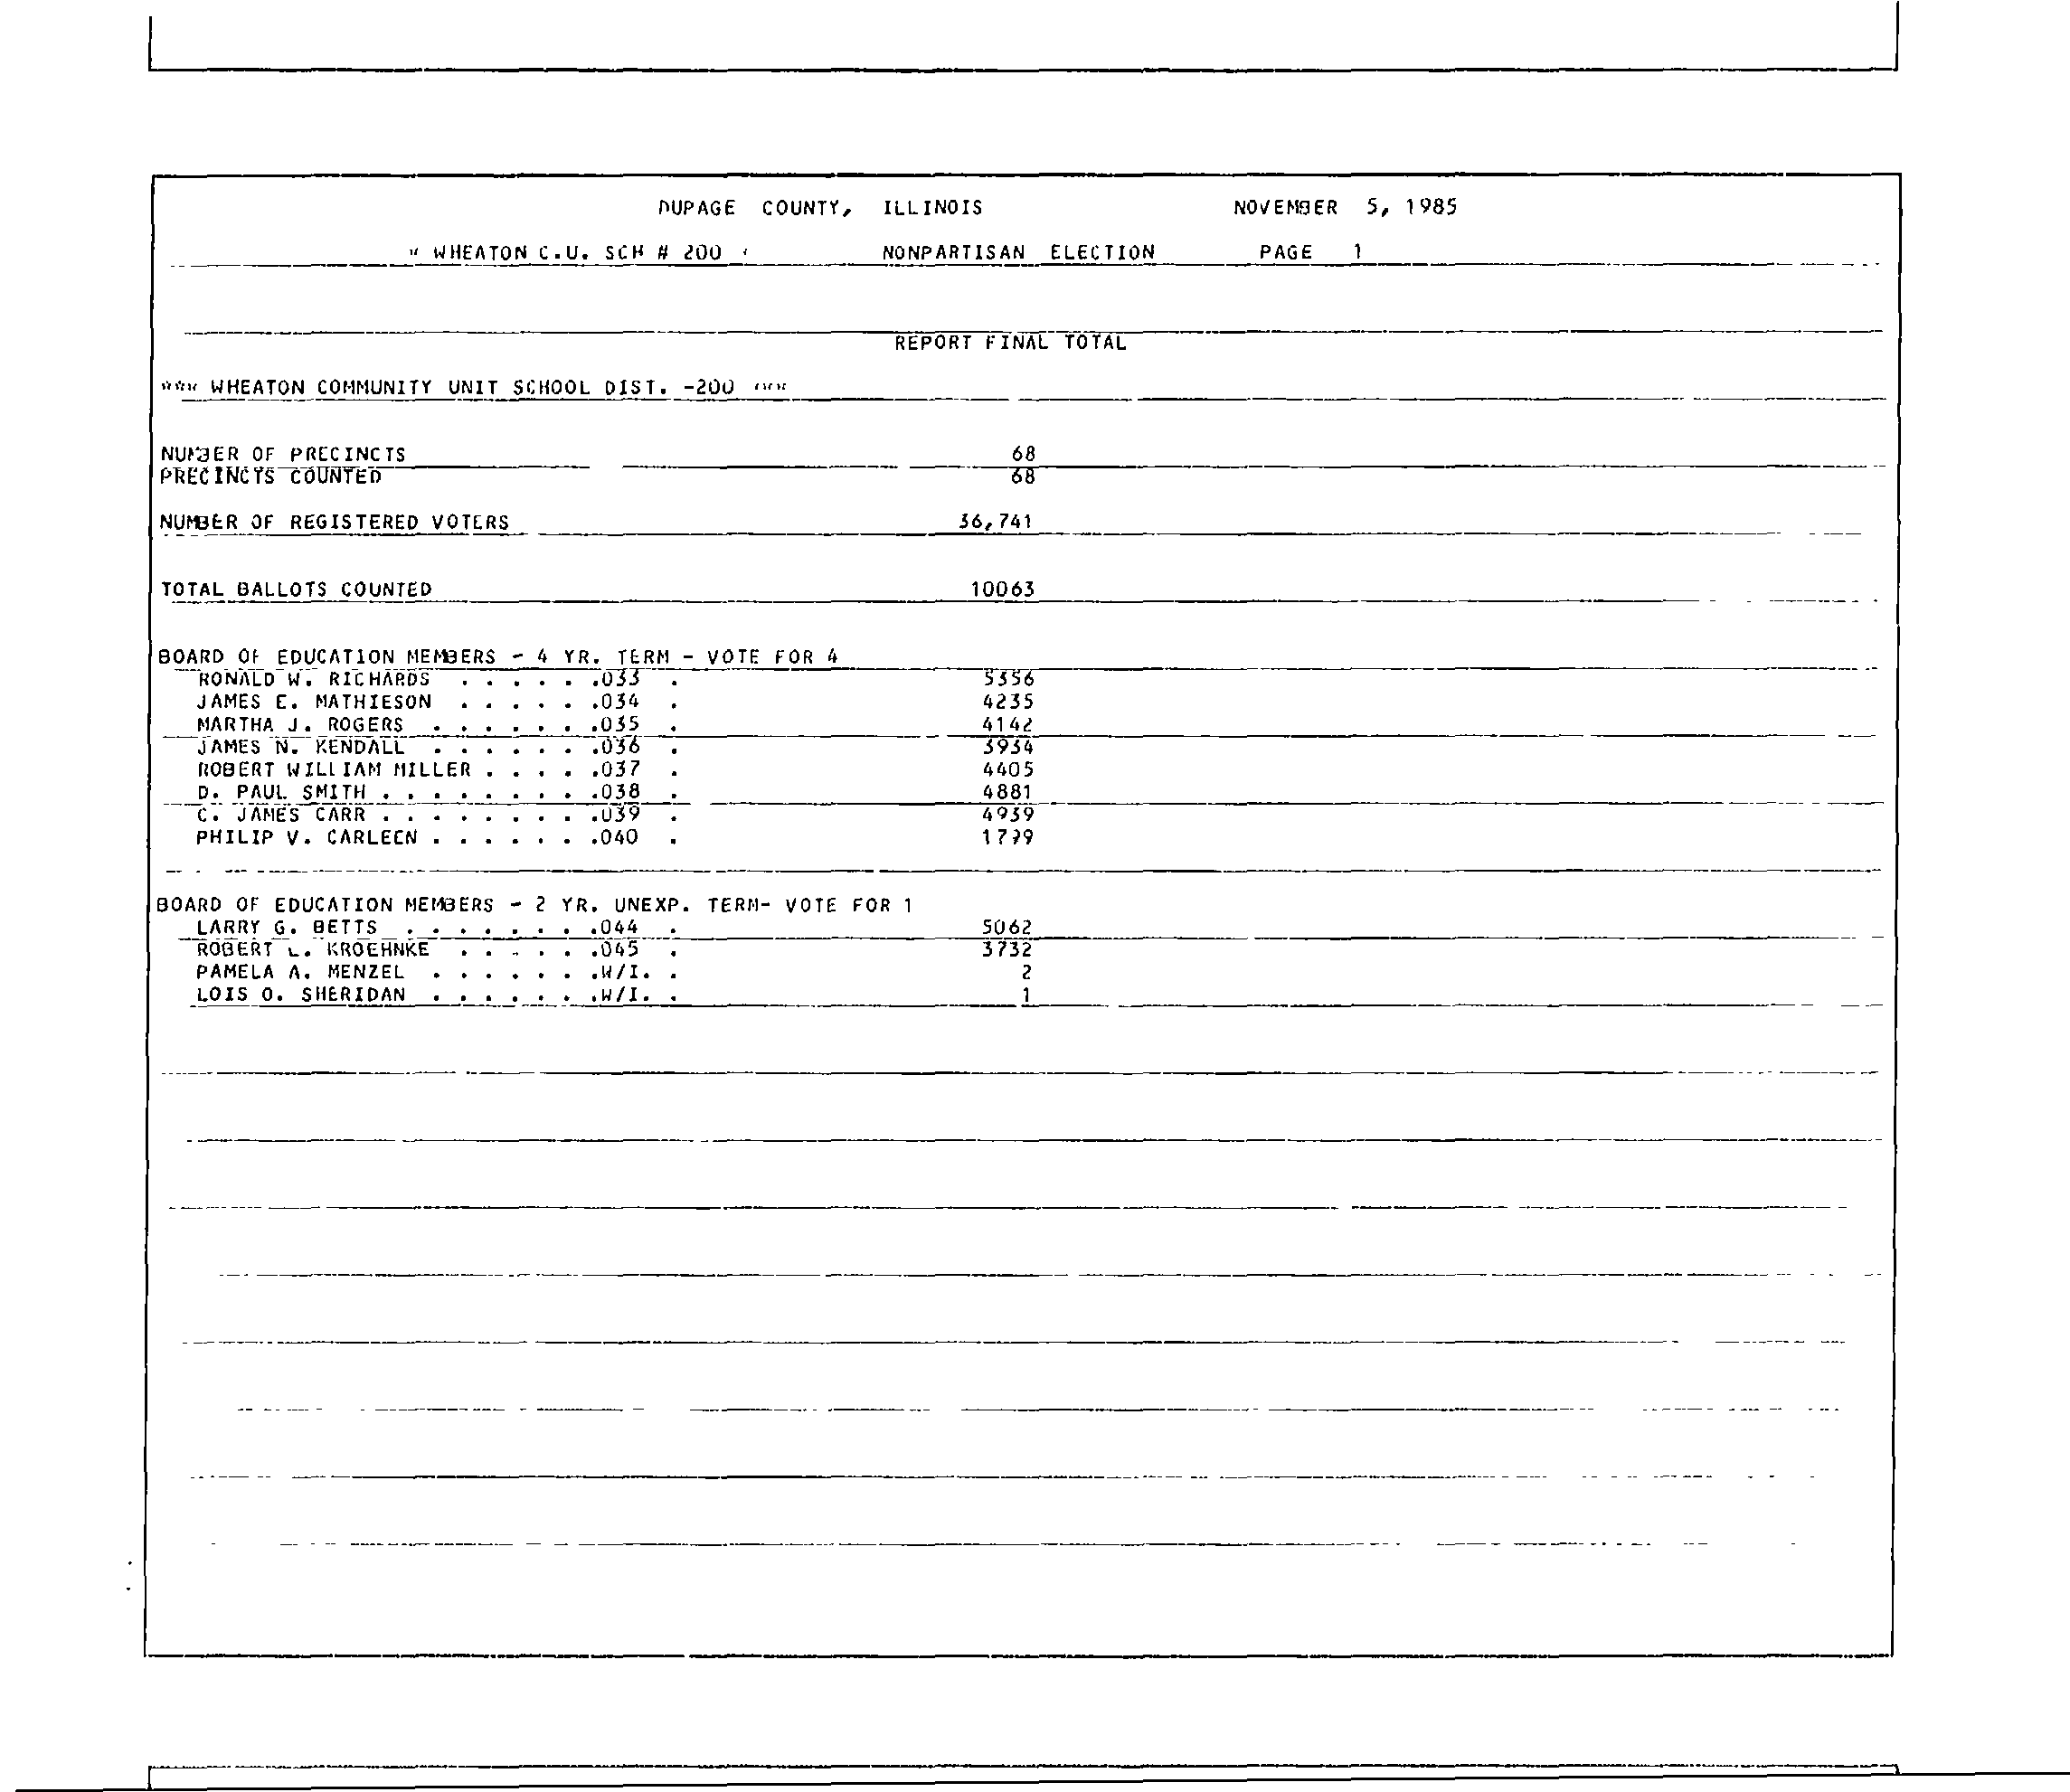 DUPAGE COUNTY, ILLINOIS NOVEMBER 5, 1985
* WHEATON C.U. SCH # 200 * NONPARTISAN ELECTION PAGE 1
REPORT FINAL TOTAL
*** WHEATON COMMUNITY UNIT SCHOOL DIST. -200 ***
NUMBER OF PRECINCTS 68
PRECINCTS COUNTED 68
NUMBER OF REGISTERED VOTERS 36,741
TOTAL BALLOTS COUNTED 10063
BOARD OF EDUCATION MEMBERS - 4 YR. TERM - VOTE FOR 4
RONALD W. RICHARDS . . . . . .033 . 5356
JAMES E. MATHIESON . . . . . .034 . 4235
MARTHA J. ROGERS . . . . . . .035 . 4142
JAMES N. KENDALL . . . . . . .036 . 3934
ROBERT WILLIAM MILLER . . . . .037 . 4405
D. PAUL SMITH . . . . . . . . .038 . 4881
C. JAMES CARR . . . . . . . . .039 . 4939
PHILIP V. CARLEEN . . . . . . .040 . 1799
BOARD OF EDUCATION MEMBERS - 2 YR. UNEXP. TERM- VOTE FOR 1
LARRY G. BETTS . . . . . . . .044 . 5062
ROBERT L. KROEHNKE . . . . . .045 . 3732
PAMELA A. MENZEL . . . . . . .W/I. . 2
LOIS O. SHERIDAN . . . . . . .W/I. . 1